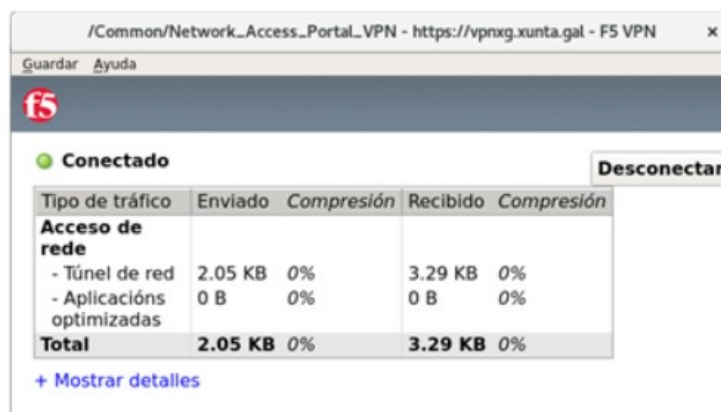 /Common/Network_Access_Portal_VPN - https://vpnxg.xunta.gal - F5 VPN ×
Guardar Ayuda
f5
Conectado
Desconectar
Tipo de tráfico Enviado Compresión Recibido Compresión
Acceso de
rede
- Túnel de red 2.05 KB 0% 3.29 KB 0%
- Aplicacións 0 B 0% 0 B 0%
optimizadas
Total 2.05 KB 0% 3.29 KB 0%
+ Mostrar detalles